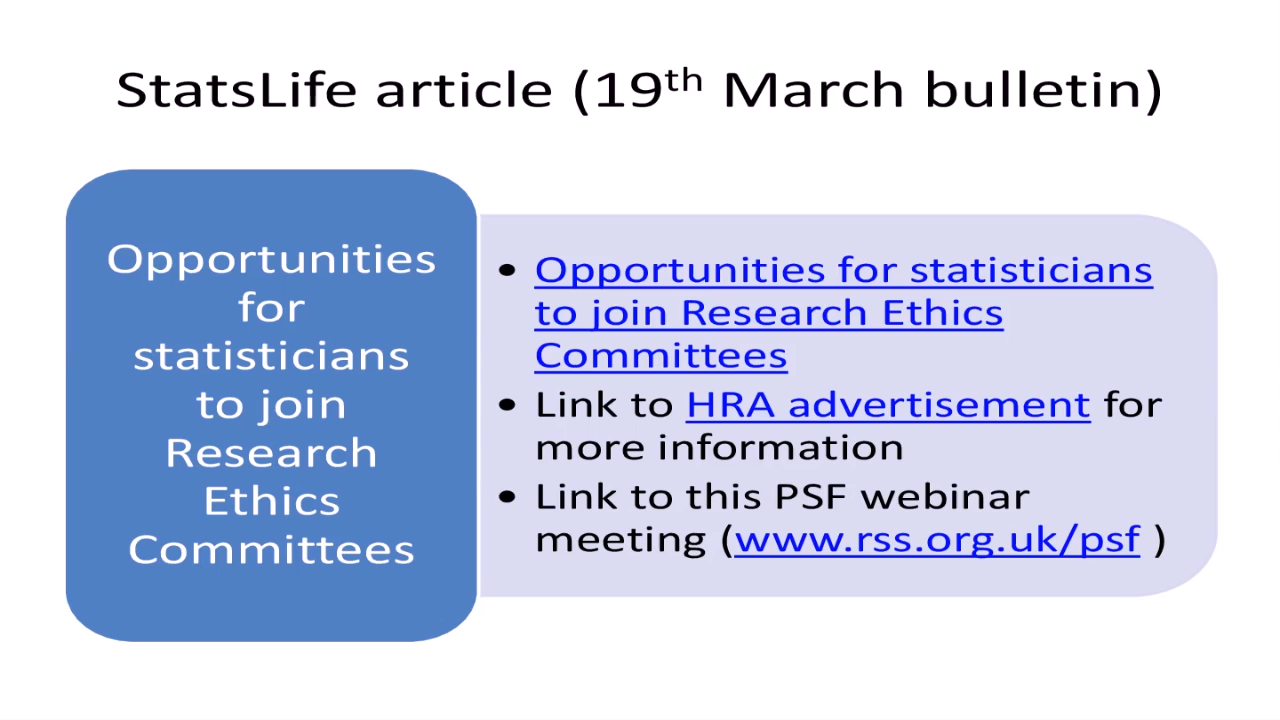 StatsLife article (19th March bulletin)
Opportunities
for
statisticians
to join
Research
Ethics
Committees
• Opportunities for statisticians
to join Research Ethics
Committees
• Link to HRA advertisement for
more information
• Link to this PSF webinar
meeting (www.rss.org.uk/psf )